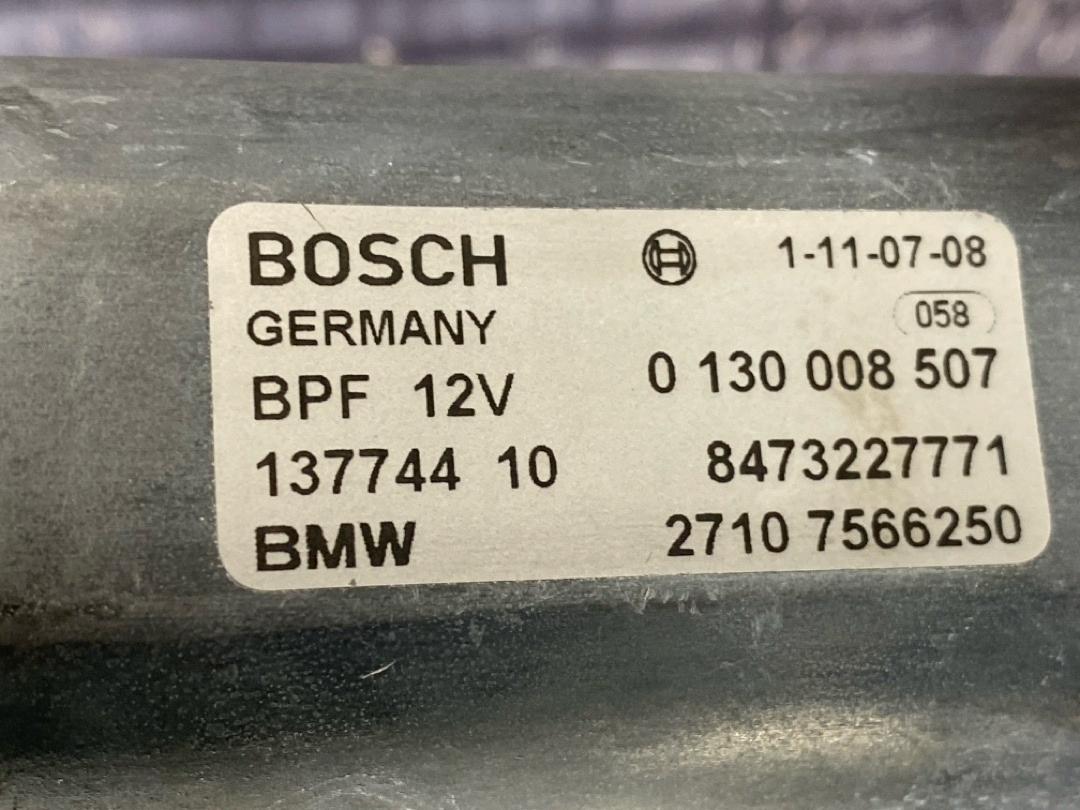 BOSCH 1-11-07-08
GERMANY 058
BPF 12V 0 130 008 507
137744 10 8473227771
BMW 2710 7566250